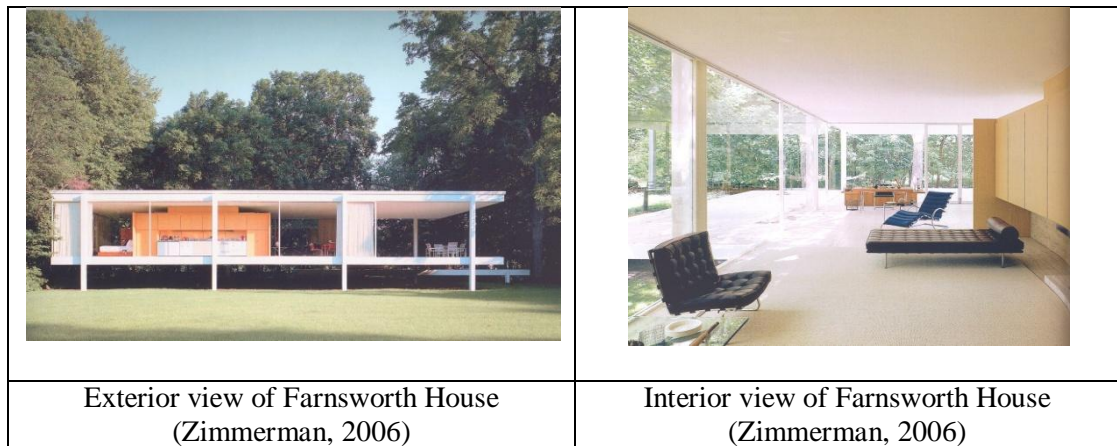 Exterior view of Farnsworth House
(Zimmerman, 2006)
Interior view of Farnsworth House
(Zimmerman, 2006)